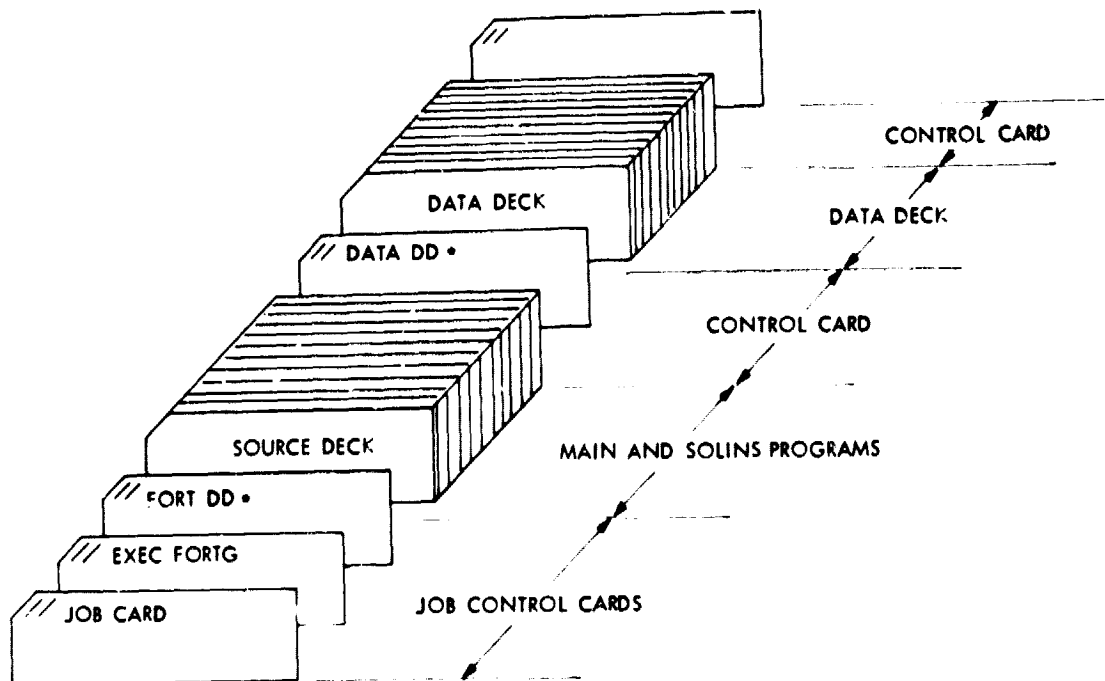 //
CONTROL CARD
DATA DECK
DATA DECK
// DATA DD *
CONTROL CARD
SOURCE DECK
MAIN AND SOLINS PROGRAMS
// FORT DD *
// EXEC FORTG
// JOB CARD
JOB CONTROL CARDS